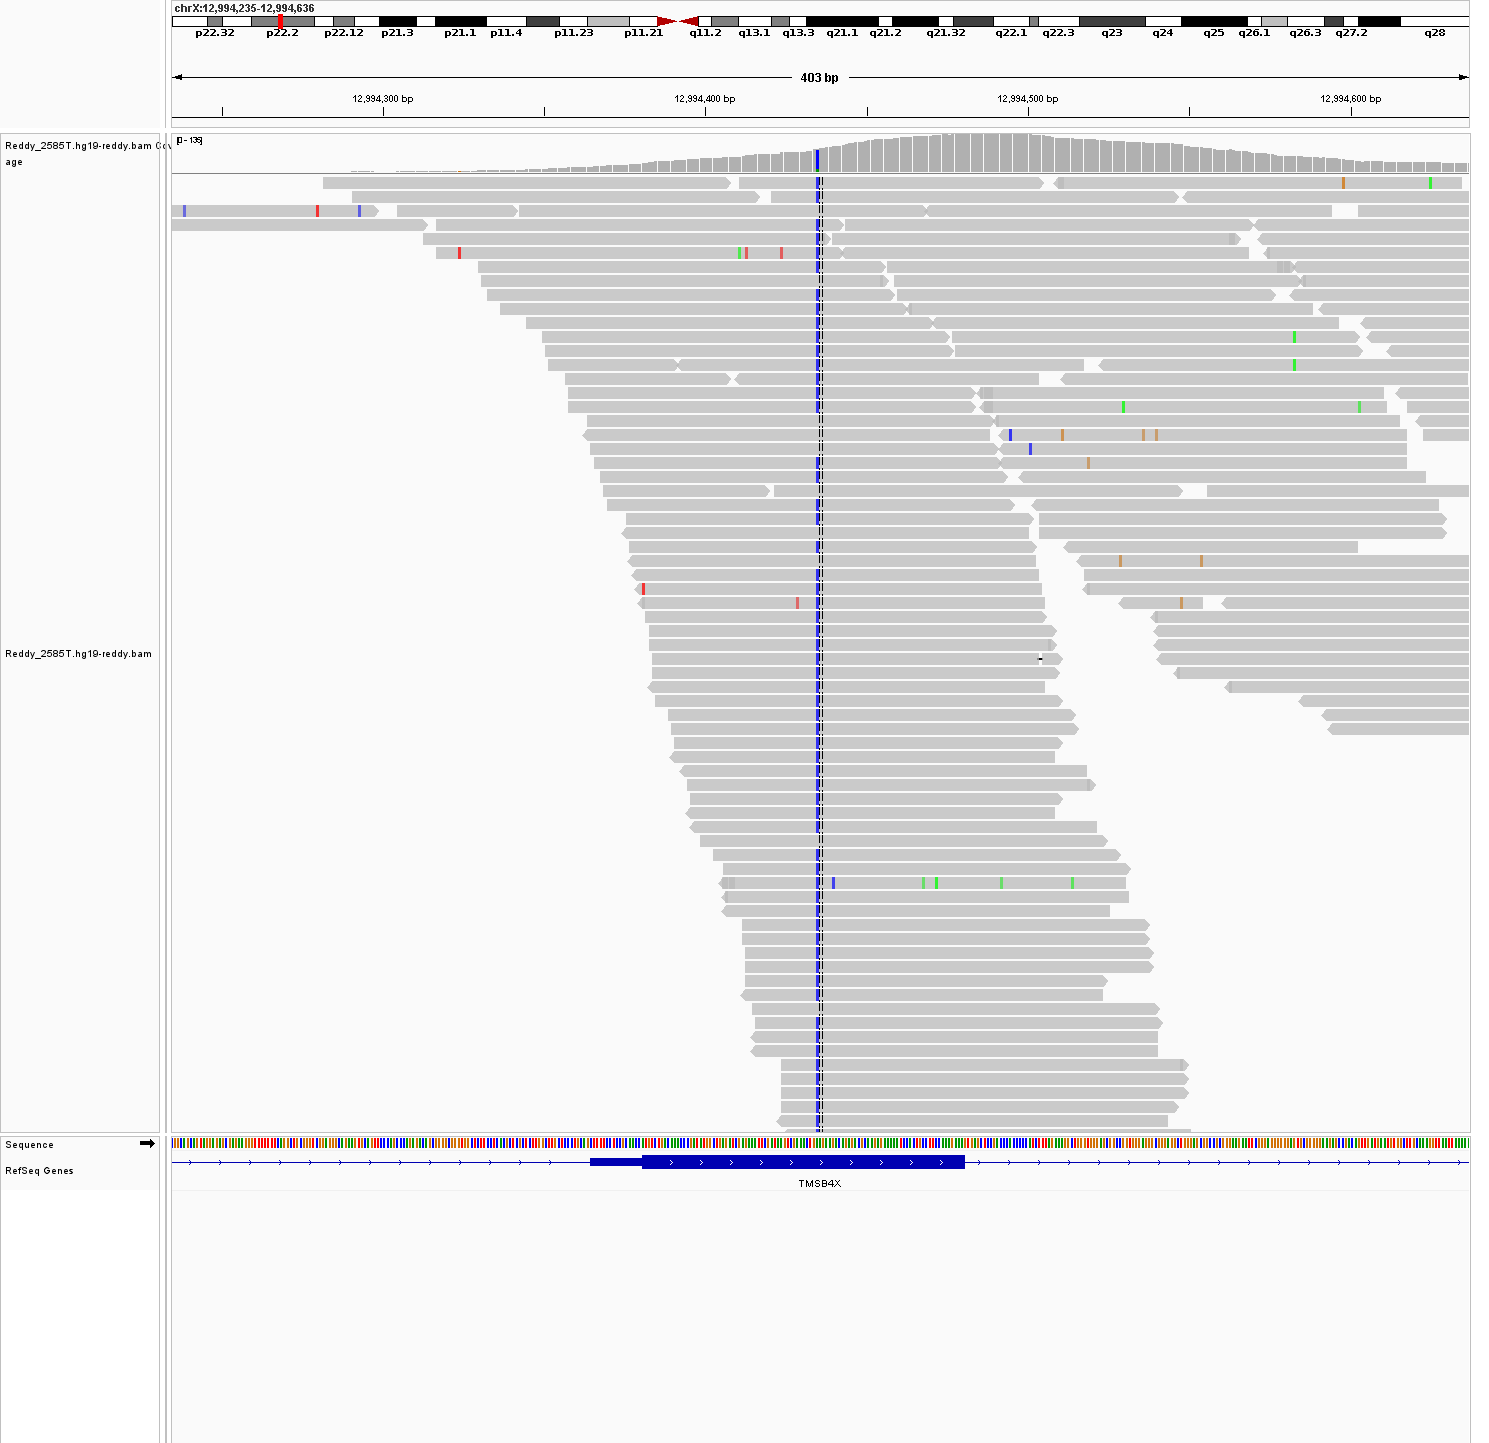 chrX:12,994,235-12,994,636
p22.32 p22.2 p22.12 p21.3 p21.1 p11.4 p11.23 p11.21 q11.2 q13.1 q13.3 q21.1 q21.2 q21.32 q22.1 q22.3 q23 q24 q25 q26.1 q26.3 q27.2 q28
403 bp
12,994,300 bp 12,994,400 bp 12,994,500 bp 12,994,600 bp
Reddy_2585T.hg19-reddy.bam Cov
age
Reddy_2585T.hg19-reddy.bam
Sequence
RefSeq Genes
TMSB4X